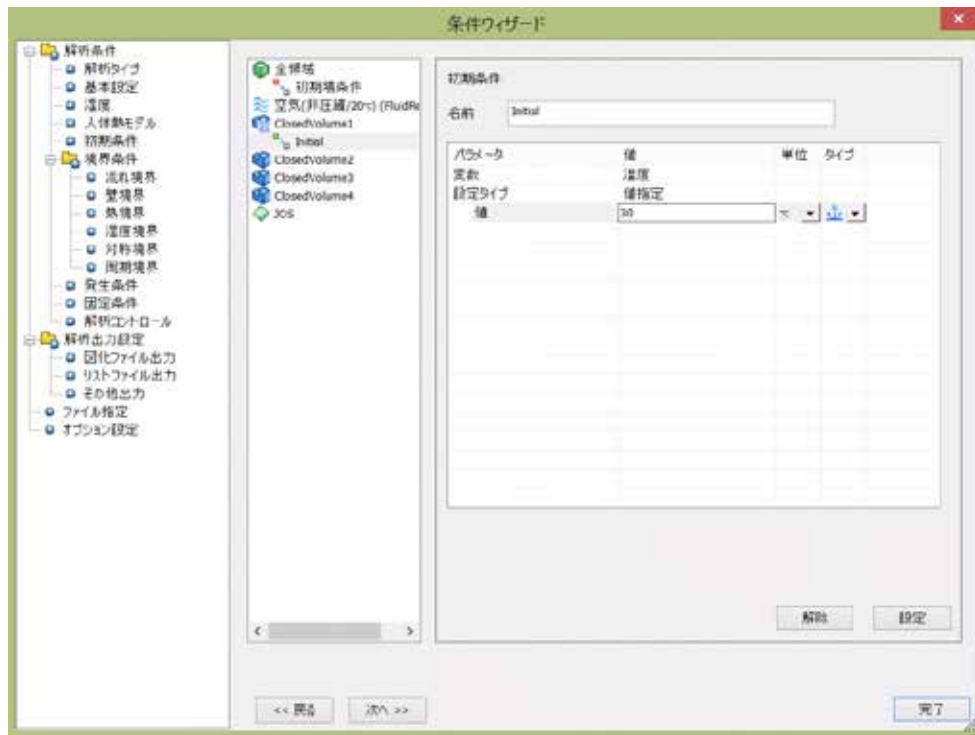 条件ウィザード
解析条件
解析タイプ
基本設定
湿度
人体熱モデル
初期条件
境界条件
流れ境界
壁境界
熱境界
湿度境界
対称境界
周期境界
発生条件
固定条件
解析コントロール
解析出力設定
図化ファイル出力
リストファイル出力
その他出力
ファイル指定
オプション設定
全領域
初期場条件
空気(非圧縮/20℃) (FluidRe
ClosedVolume1
Initial
ClosedVolume2
ClosedVolume3
ClosedVolume4
JOS
初期条件
名前 Initial
パラメータ 値 単位 タイプ
変数 温度
設定タイプ 値指定
値 30 ℃
解除 設定
<< 戻る 次へ >>
完了